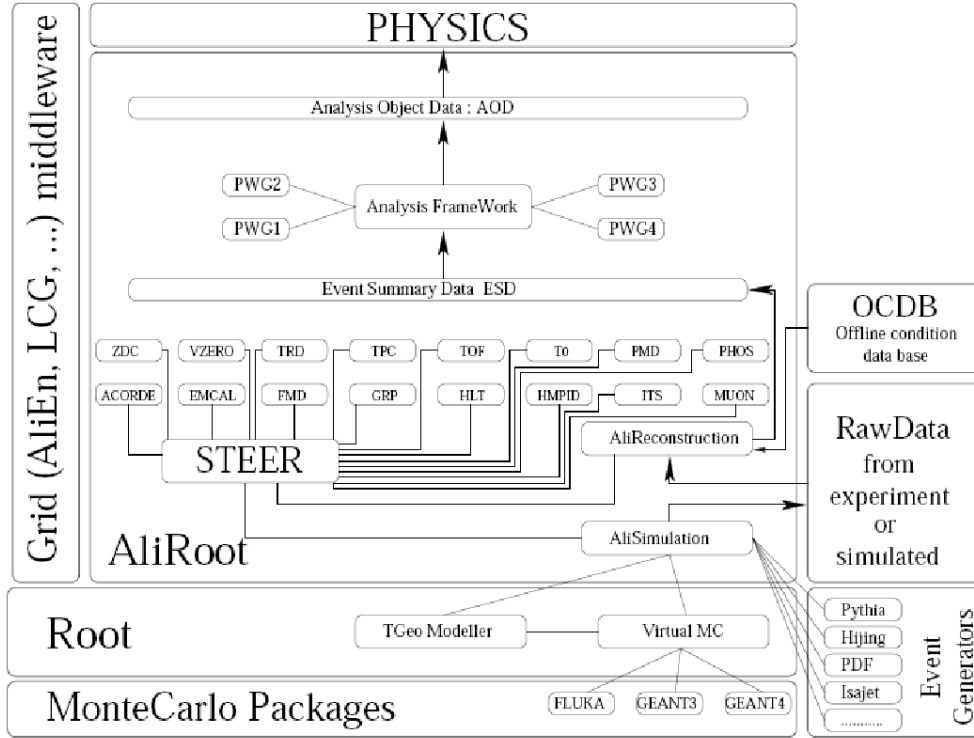 Grid (AliEn, LCG, ...) middleware
PHYSICS
Analysis Object Data : AOD
PWG2
PWG3
Analysis FrameWork
PWG1
PWG4
Event Summary Data ESD
OCDB
Offline condition
data base
ZDC
VZERO
TRD
TPC
TOF
T0
PMD
PHOS
ACORDE
EMCAL
FMD
GRP
HLT
HMPID
ITS
MUON
STEER
AliReconstruction
RawData
from
experiment
or
simulated
AliSimulation
AliRoot
Root
TGeo Modeller
Virtual MC
Pythia
Hijing
PDF
Isajet
...........
Event
Generators
MonteCarlo Packages
FLUKA
GEANT3
GEANT4